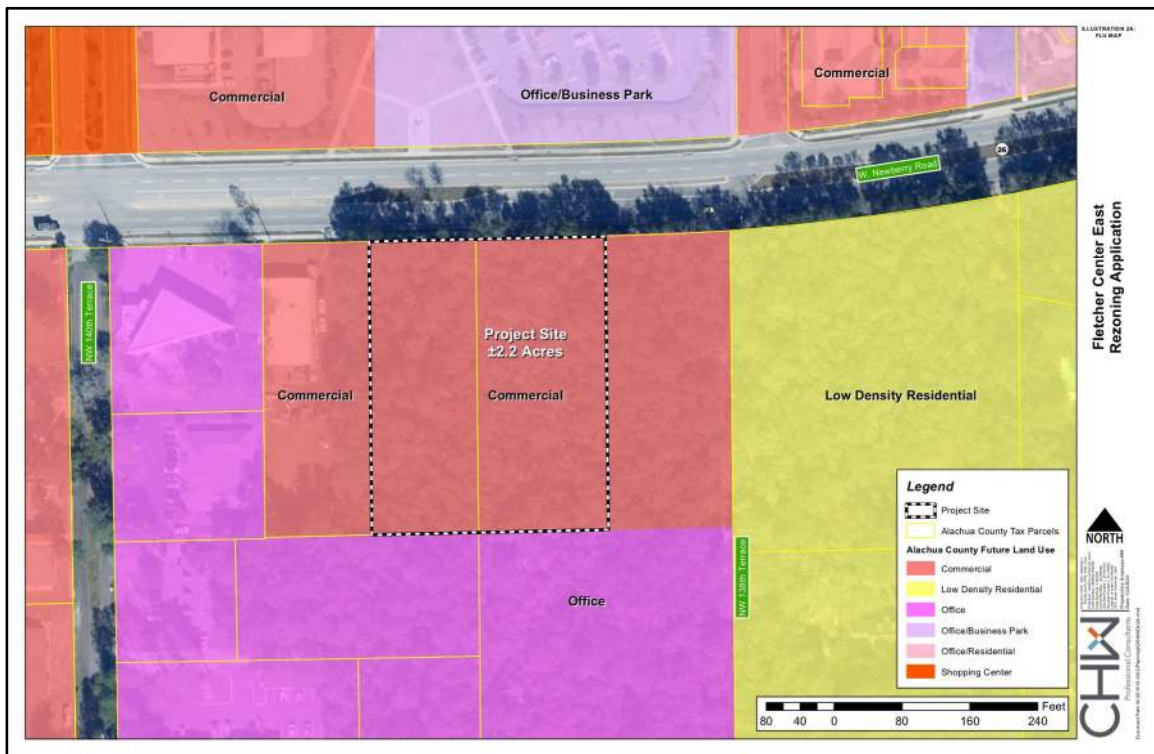 ILLUSTRATION 2A:
FLU MAP
Commercial
Office/Business Park
Commercial
26
W. Newberry Road
NW 140th Terrace
Project Site
±2.2 Acres
Commercial
Commercial
Low Density Residential
Office
NW 138th Terrace
Legend
Project Site
Alachua County Tax Parcels
Alachua County Future Land Use
Commercial
Low Density Residential
Office
Office/Business Park
Office/Residential
Shopping Center
Feet
80 40 0 80 160 240
Fletcher Center East
Rezoning Application
NORTH
CHW
Professional Consultants